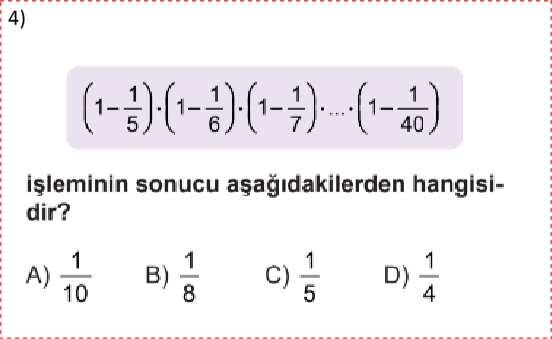 4)
(1-1/5)·(1-1/6)·(1-1/7)·...·(1-1/40)
işleminin sonucu aşağıdakilerden hangisi-
dir?
A) 1/10 B) 1/8 C) 1/5 D) 1/4